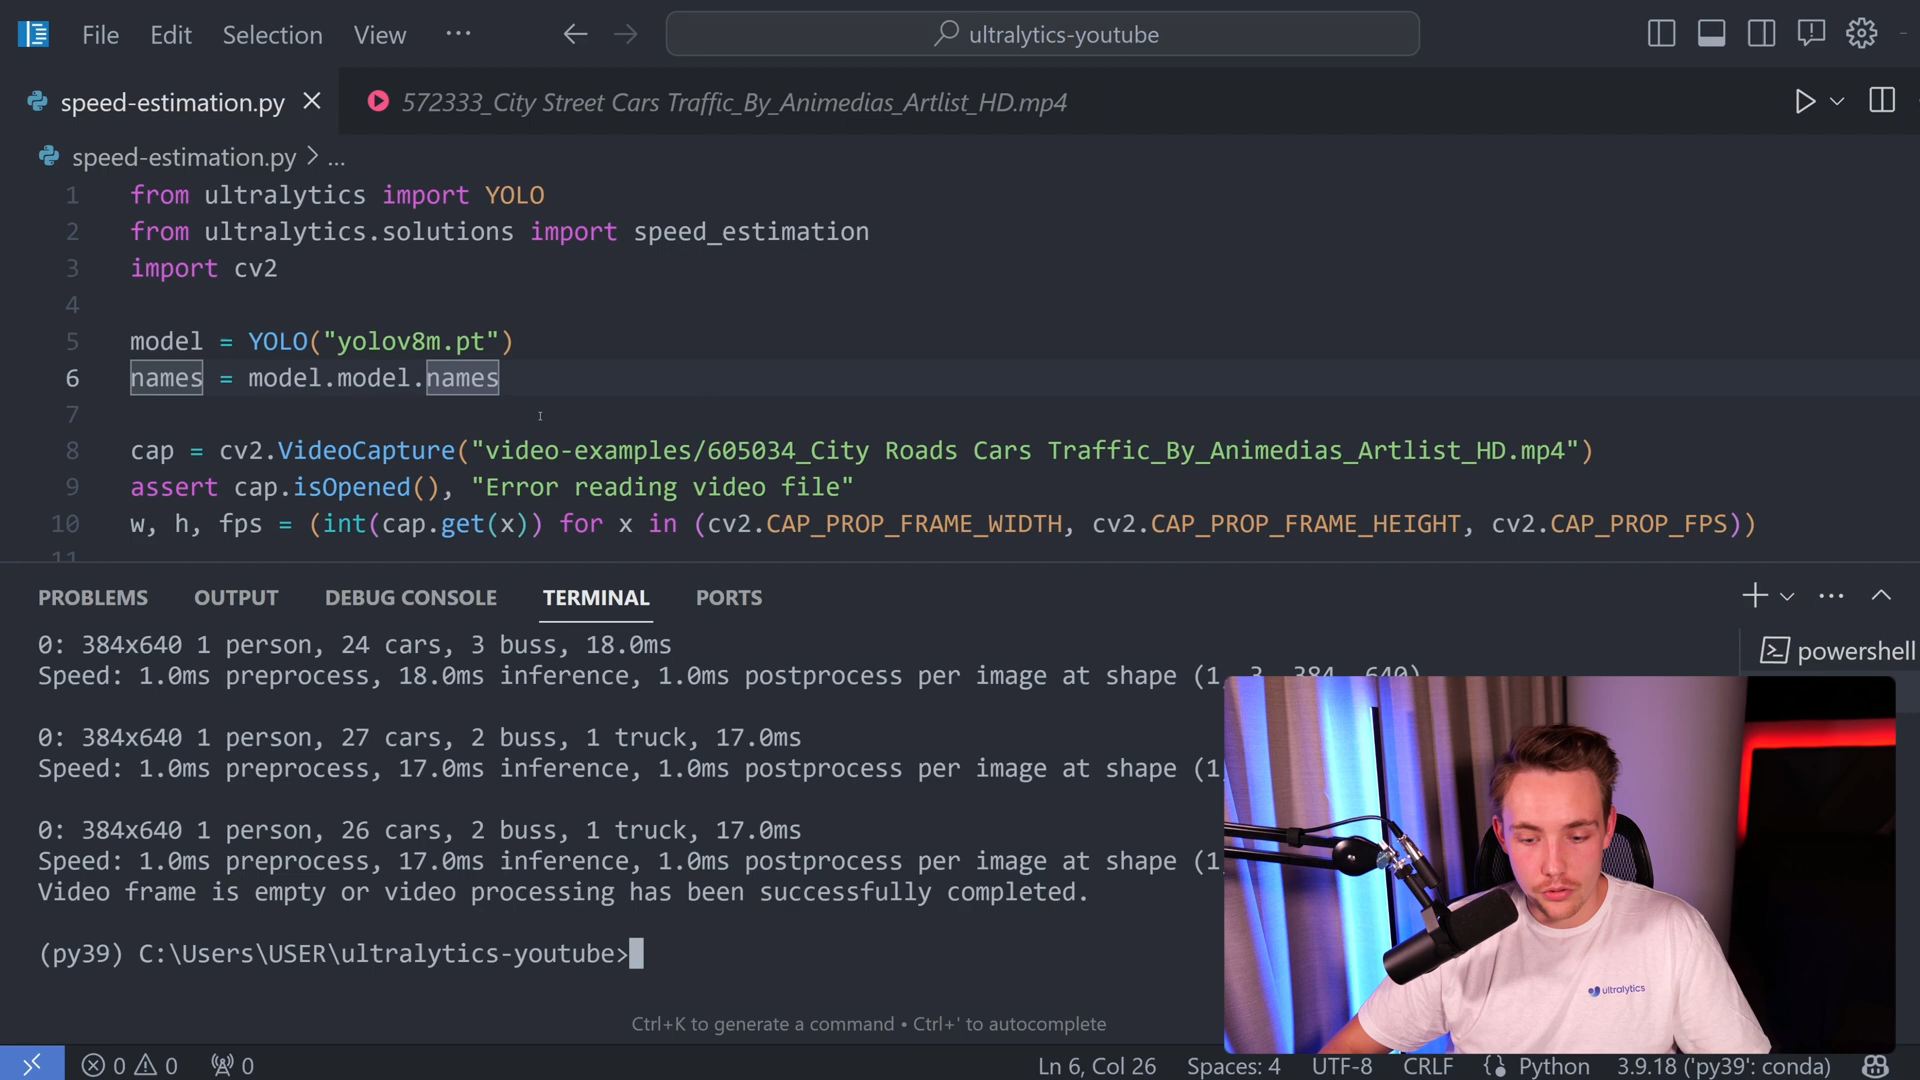 File Edit Selection View ... ultralytics-youtube
speed-estimation.py 572333_City Street Cars Traffic_By_Animedias_Artlist_HD.mp4
speed-estimation.py > ...
1 from ultralytics import YOLO
2 from ultralytics.solutions import speed_estimation
3 import cv2
4
5 model = YOLO("yolov8m.pt")
6 names = model.model.names
7
8 cap = cv2.VideoCapture("video-examples/605034_City Roads Cars Traffic_By_Animedias_Artlist_HD.mp4")
9 assert cap.isOpened(), "Error reading video file"
10 w, h, fps = (int(cap.get(x)) for x in (cv2.CAP_PROP_FRAME_WIDTH, cv2.CAP_PROP_FRAME_HEIGHT, cv2.CAP_PROP_FPS))
11
PROBLEMS OUTPUT DEBUG CONSOLE TERMINAL PORTS
0: 384x640 1 person, 24 cars, 3 buss, 18.0ms
powershell
Speed: 1.0ms preprocess, 18.0ms inference, 1.0ms postprocess per image at shape (1, 3, 384, 640)
0: 384x640 1 person, 27 cars, 2 buss, 1 truck, 17.0ms
Speed: 1.0ms preprocess, 17.0ms inference, 1.0ms postprocess per image at shape (1,
0: 384x640 1 person, 26 cars, 2 buss, 1 truck, 17.0ms
Speed: 1.0ms preprocess, 17.0ms inference, 1.0ms postprocess per image at shape (1,
Video frame is empty or video processing has been successfully completed.
(py39) C:\Users\USER\ultralytics-youtube>
ultralytics
Ctrl+K to generate a command • Ctrl+' to autocomplete
0 0 0 Ln 6, Col 26 Spaces: 4 UTF-8 CRLF Python 3.9.18 ('py39': conda)